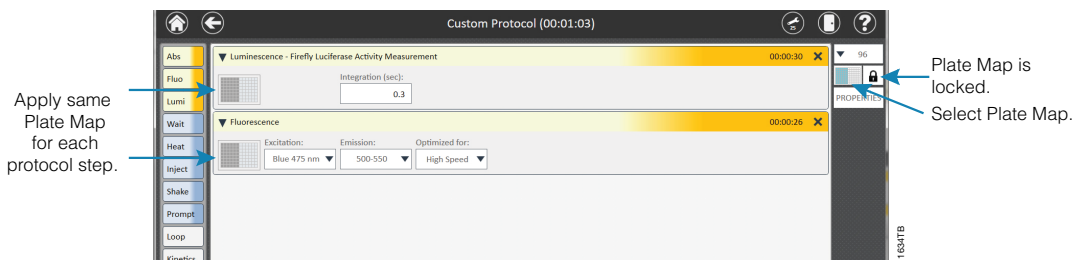 Custom Protocol (00:01:03)
25
?
Abs
Fluo
Lumi
Wait
Heat
Inject
Shake
Prompt
Loop
Kinetics
▼ Luminescence - Firefly Luciferase Activity Measurement 00:00:30 X
Integration (sec):
0.3
▼ Fluorescence 00:00:26 X
Excitation: Emission: Optimized for:
Blue 475 nm ▼ 500-550 ▼ High Speed ▼
▼ 96
PROPERTIES
Apply same
Plate Map
for each
protocol step.
Plate Map is
locked.
Select Plate Map.
1634TB